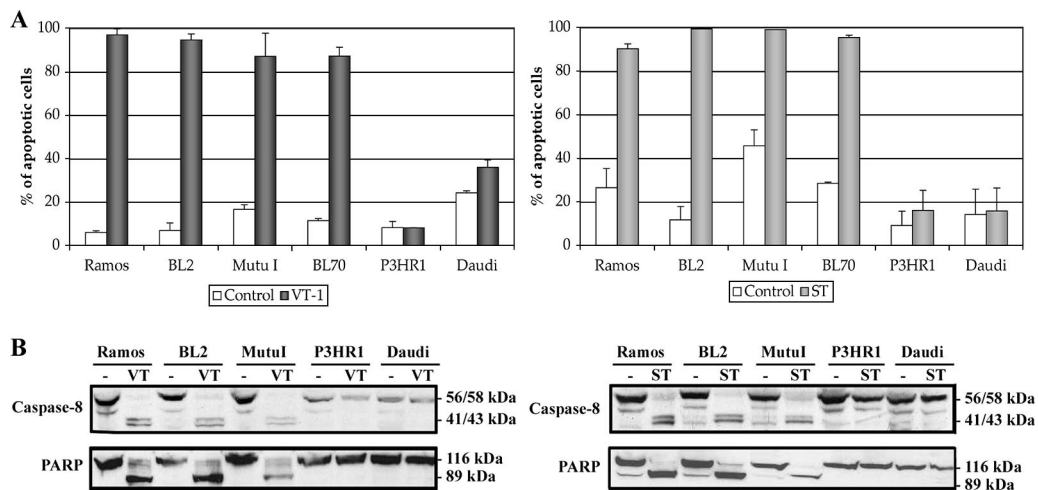 A
% of apoptotic cells
100
80
60
40
20
0
Ramos BL2 Mutu I BL70 P3HR1 Daudi
Control VT-1
% of apoptotic cells
100
80
60
40
20
0
Ramos BL2 Mutu I BL70 P3HR1 Daudi
Control ST
B
Ramos BL2 MutuI P3HR1 Daudi
- VT - VT - VT - VT - VT
Caspase-8
56/58 kDa
41/43 kDa
PARP
116 kDa
89 kDa
Ramos BL2 MutuI P3HR1 Daudi
- ST - ST - ST - ST - ST
Caspase-8
56/58 kDa
41/43 kDa
PARP
116 kDa
89 kDa